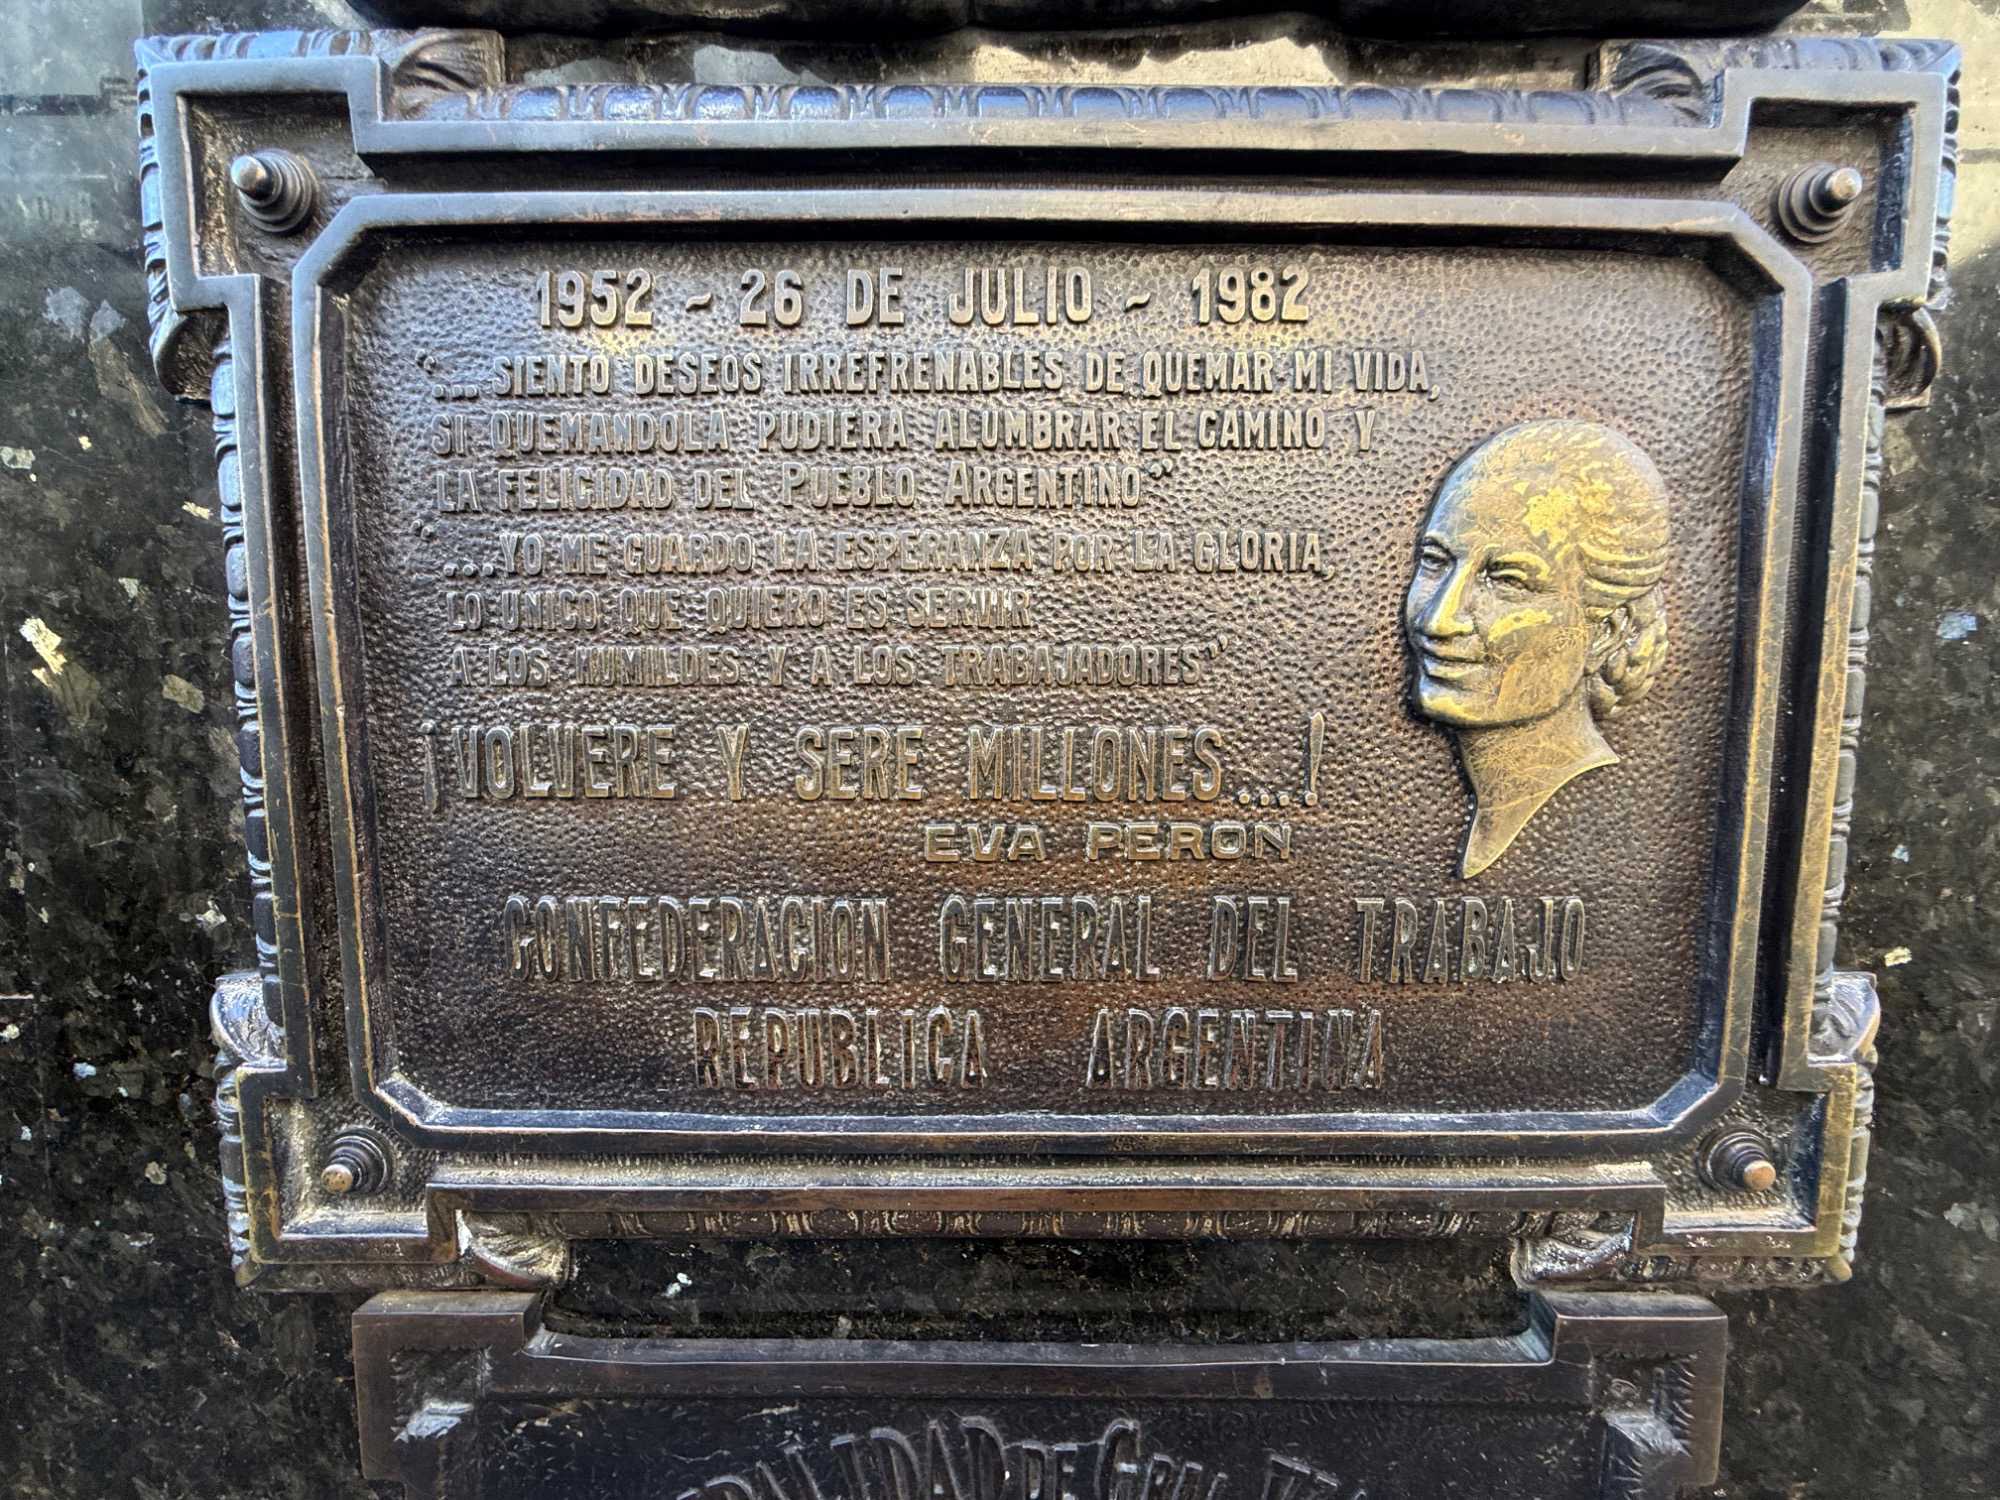 1952 - 26 DE JULIO - 1982
"...SIENTO DESEOS IRREFRENABLES DE QUEMAR MI VIDA,
SI QUEMANDOLA PUDIERA ALUMBRAR EL CAMINO Y
LA FELICIDAD DEL PUEBLO ARGENTINO"
"...YO ME GUARDO LA ESPERANZA POR LA GLORIA,
LO UNICO QUE QUIERO ES SERVIR
A LOS HUMILDES Y A LOS TRABAJADORES"
¡VOLVERE Y SERE MILLONES...!
EVA PERON
CONFEDERACION GENERAL DEL TRABAJO
REPUBLICA ARGENTINA
DE GRAL